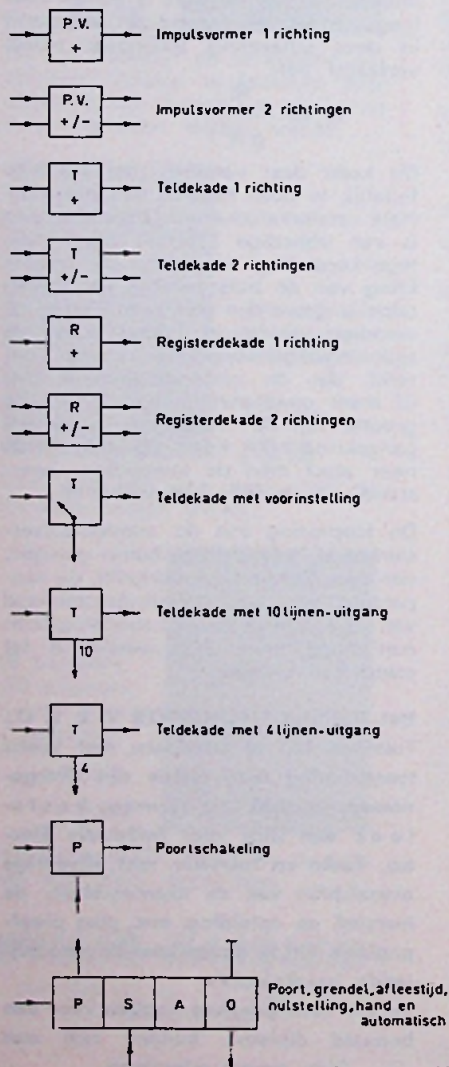 P.V.
+
Impulsvormer 1 richting
P.V.
+/-
Impulsvormer 2 richtingen
T
+
Teldekade 1 richting
T
+/-
Teldekade 2 richtingen
R
+
Registerdekade 1 richting
R
+/-
Registerdekade 2 richtingen
T
Teldekade met voorinstelling
T
10
Teldekade met 10 lijnen-uitgang
T
4
Teldekade met 4 lijnen-uitgang
P
Poortschakeling
P S A O
Poort, grendel, afleestijd,
nulstelling, hand en
automatisch